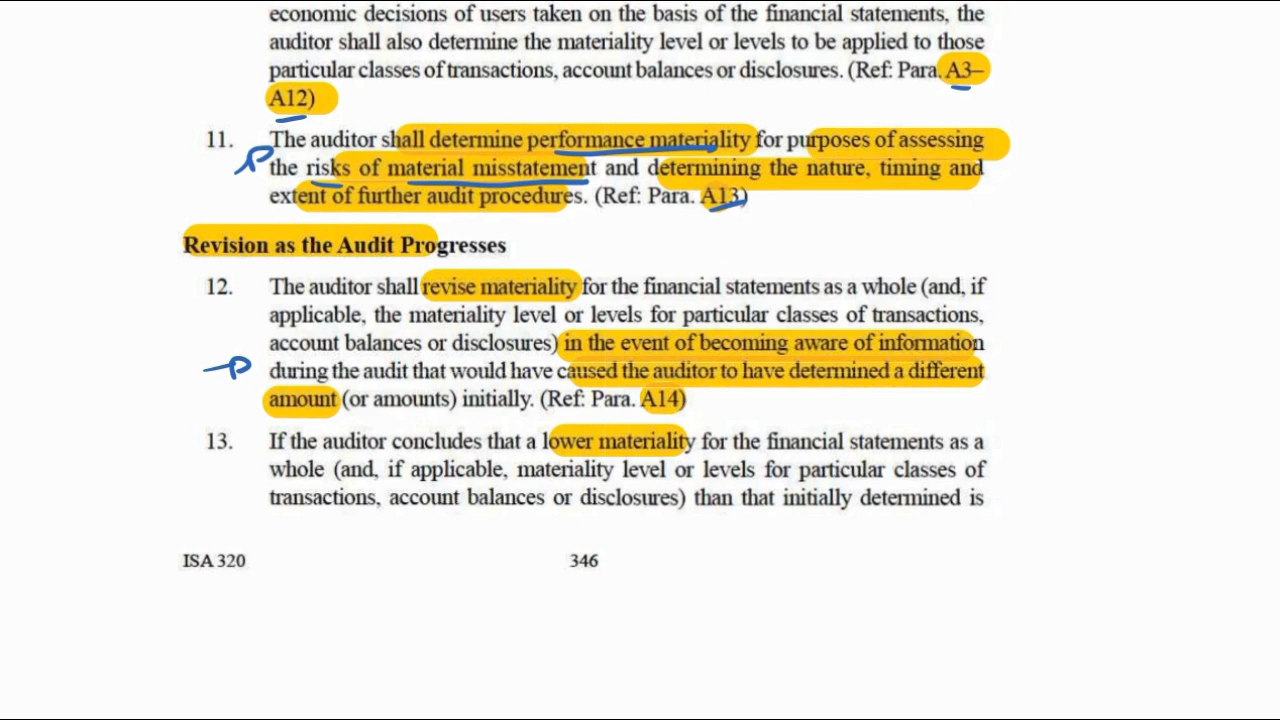 economic decisions of users taken on the basis of the financial statements, the
auditor shall also determine the materiality level or levels to be applied to those
particular classes of transactions, account balances or disclosures. (Ref: Para. A3–
A12)
11. The auditor shall determine performance materiality for purposes of assessing
the risks of material misstatement and determining the nature, timing and
extent of further audit procedures. (Ref: Para. A13)
Revision as the Audit Progresses
12. The auditor shall revise materiality for the financial statements as a whole (and, if
applicable, the materiality level or levels for particular classes of transactions,
account balances or disclosures) in the event of becoming aware of information
during the audit that would have caused the auditor to have determined a different
amount (or amounts) initially. (Ref: Para. A14)
13. If the auditor concludes that a lower materiality for the financial statements as a
whole (and, if applicable, materiality level or levels for particular classes of
transactions, account balances or disclosures) than that initially determined is
ISA 320 346